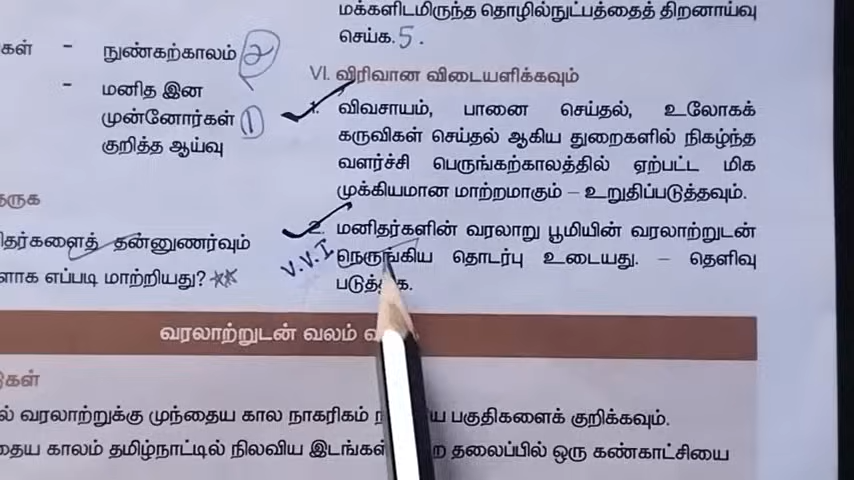 மக்களிடமிருந்த தொழில்நுட்பத்தைத் திறனாய்வு
செய்க. 5.
கள் - நுண்கற்காலம் 2
- மனித இன
முன்னோர்கள் 1
குறித்த ஆய்வு
VI. விரிவான விடையளிக்கவும்
1. விவசாயம், பானை செய்தல், உலோகக்
கருவிகள் செய்தல் ஆகிய துறைகளில் நிகழ்ந்த
வளர்ச்சி பெருங்கற்காலத்தில் ஏற்பட்ட மிக
முக்கியமான மாற்றமாகும் – உறுதிப்படுத்தவும்.
2. மனிதர்களின் வரலாறு பூமியின் வரலாற்றுடன்
V.V.I நெருங்கிய தொடர்பு உடையது. – தெளிவு
படுத்துக.
தருக
தர்களைத் தன்னுணர்வும்
ளாக எப்படி மாற்றியது? **
வரலாற்றுடன் வலம்
டுகள்
ல் வரலாற்றுக்கு முந்தைய கால நாகரிகம் பகுதிகளைக் குறிக்கவும்.
தைய காலம் தமிழ்நாட்டில் நிலவிய இடங்கள் தலைப்பில் ஒரு கண்காட்சியை